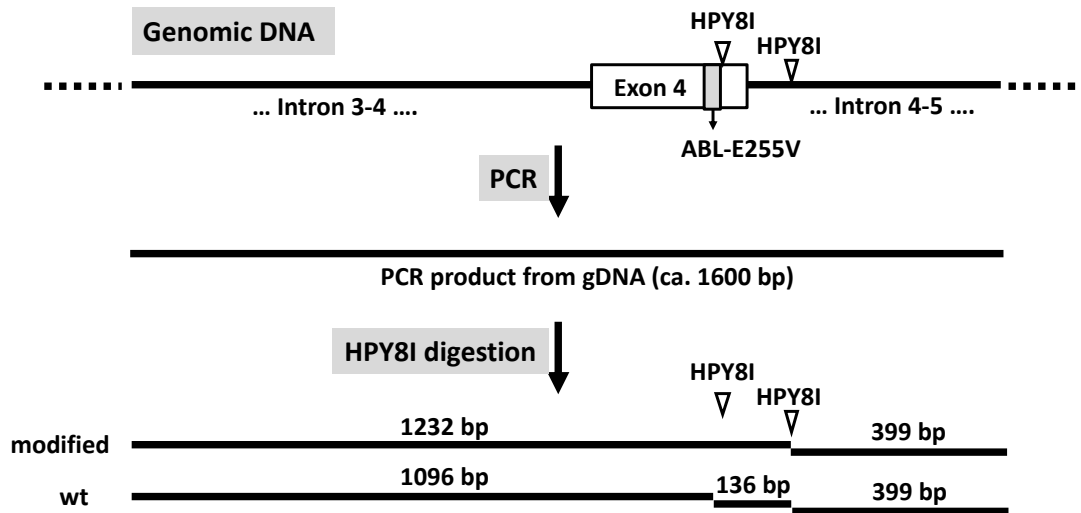 HPY8I
Genomic DNA
HPY8I
Exon 4
... Intron 3-4 ....
... Intron 4-5 ....
ABL-E255V
PCR
PCR product from gDNA (ca. 1600 bp)
HPY8I digestion
HPY8I
HPY8I
1232 bp
399 bp
modified
1096 bp
136 bp
399 bp
wt